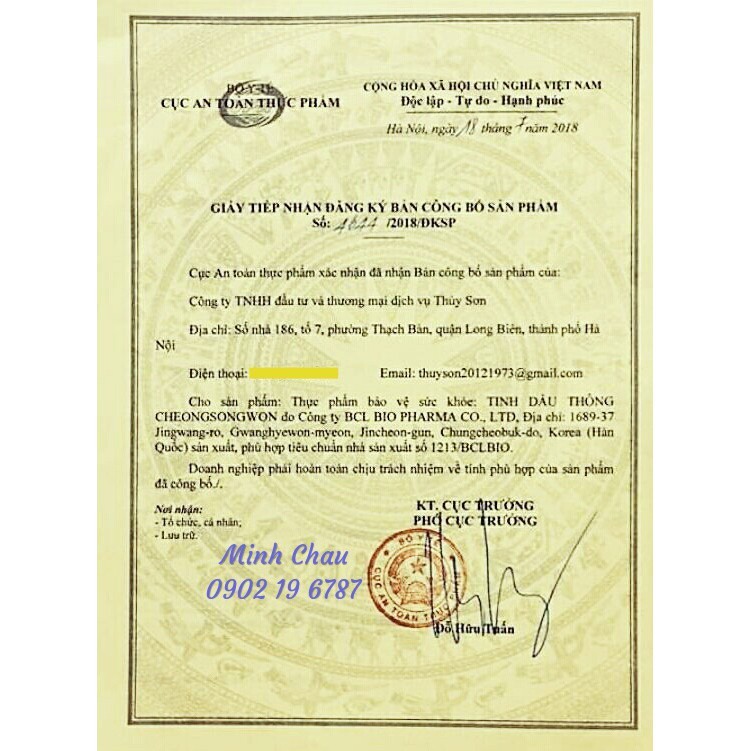 BỘ Y TẾ
CỤC AN TOÀN THỰC PHẨM
CỘNG HÒA XÃ HỘI CHỦ NGHĨA VIỆT NAM
Độc lập - Tự do - Hạnh phúc
Hà Nội, ngày 18 tháng 7 năm 2018
GIẤY TIẾP NHẬN ĐĂNG KÝ BẢN CÔNG BỐ SẢN PHẨM
Số: 4644 /2018/ĐKSP
Cục An toàn thực phẩm xác nhận đã nhận Bản công bố sản phẩm của:
Công ty TNHH đầu tư và thương mại dịch vụ Thủy Sơn
Địa chỉ: Số nhà 186, tổ 7, phường Thạch Bàn, quận Long Biên, thành phố Hà
Nội
Điện thoại:
Email: thuyson20121973@gmail.com
Cho sản phẩm: Thực phẩm bảo vệ sức khỏe: TINH DẦU THÔNG
CHEONGSONGWON do Công ty BCL BIO PHARMA CO., LTD, Địa chỉ: 1689-37
Jingwang-ro, Gwanghyewon-myeon, Jincheon-gun, Chungcheobuk-do, Korea (Hàn
Quốc) sản xuất, phù hợp tiêu chuẩn nhà sản xuất số 1213/BCLBIO.
Doanh nghiệp phải hoàn toàn chịu trách nhiệm về tính phù hợp của sản phẩm
đã công bố./.
Nơi nhận:
- Tổ chức, cá nhân;
- Lưu trữ.
KT. CỤC TRƯỞNG
PHÓ CỤC TRƯỞNG
BỘ Y TẾ
CỤC AN TOÀN THỰC
Minh Chau
0902 19 6787
Đỗ Hữu Tuấn